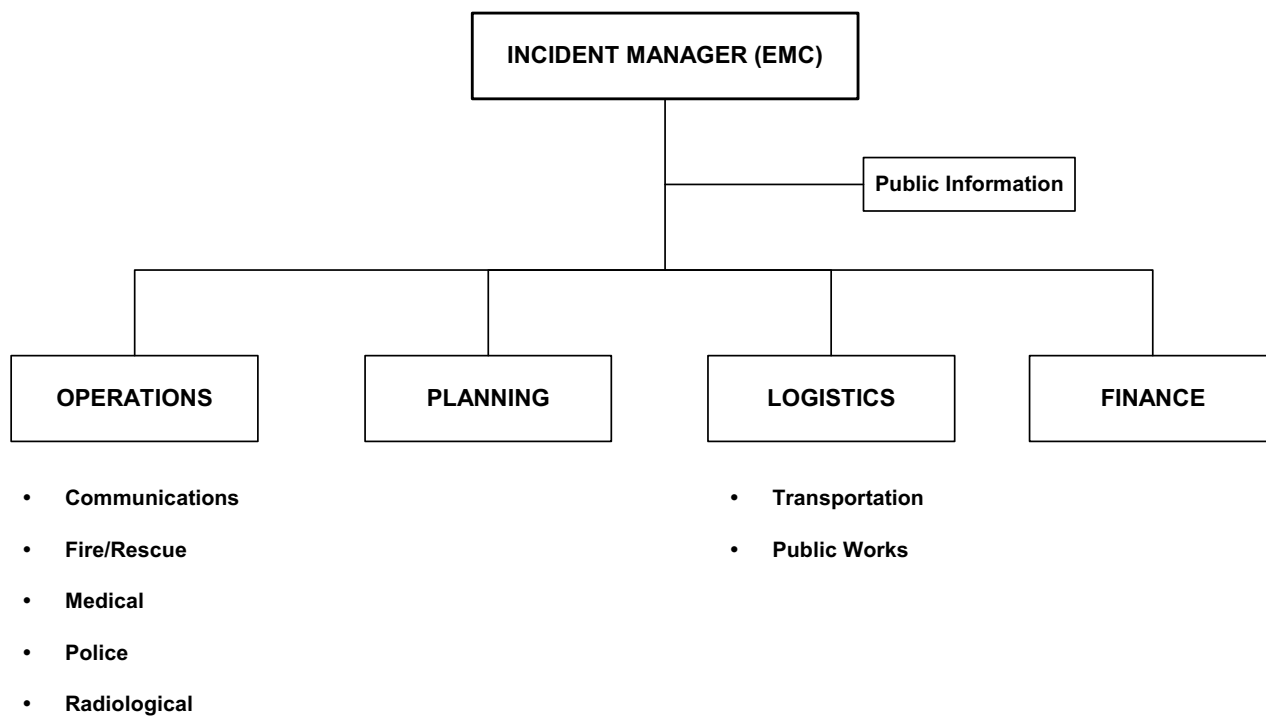 INCIDENT MANAGER (EMC)
Public Information
OPERATIONS
PLANNING
LOGISTICS
FINANCE
• Communications
• Fire/Rescue
• Medical
• Police
• Radiological
• Transportation
• Public Works